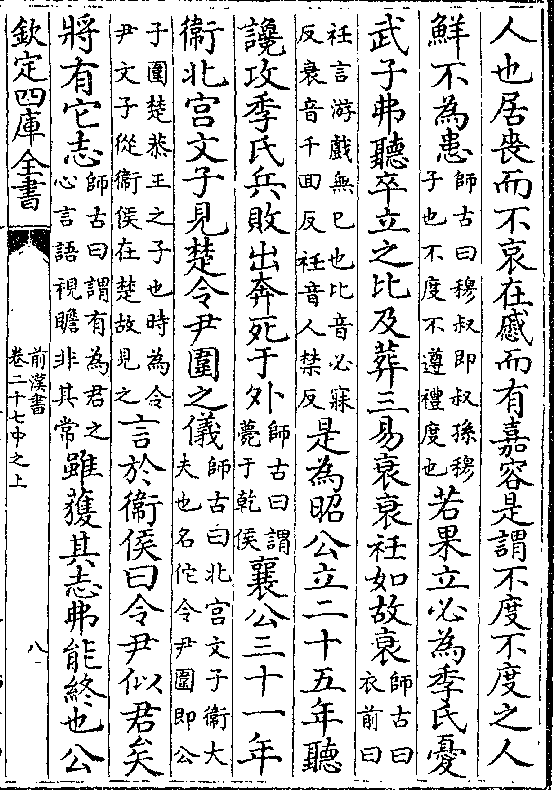 人也居喪而不哀在慼而有嘉容是謂不度不度之人
鮮不為患師古曰穆叔即叔孫穆子也不度不遵禮度也若果立必為季氏憂
武子弗聽卒立之比及葬三易衰衰衽如故衰師古曰衣前曰
衽言游戲無已也比音必寐反衰音千回反衽音人禁反是為昭公立二十五年聽
讒攻季氏兵敗出奔死于外師古曰謂薨于乾侯襄公三十一年
衞北宫文子見楚令尹圍之儀師古曰北宫文子衞大夫也名佗令尹圍即公
子圍楚恭王之子也時為令尹文子從衞侯在楚故見之言於衞侯曰令尹似君矣
將有它志師古曰謂有為君之心言語視瞻非其常雖獲其志弗能終也公
欽定四庫全書
前漢書
卷二十七中之上
八